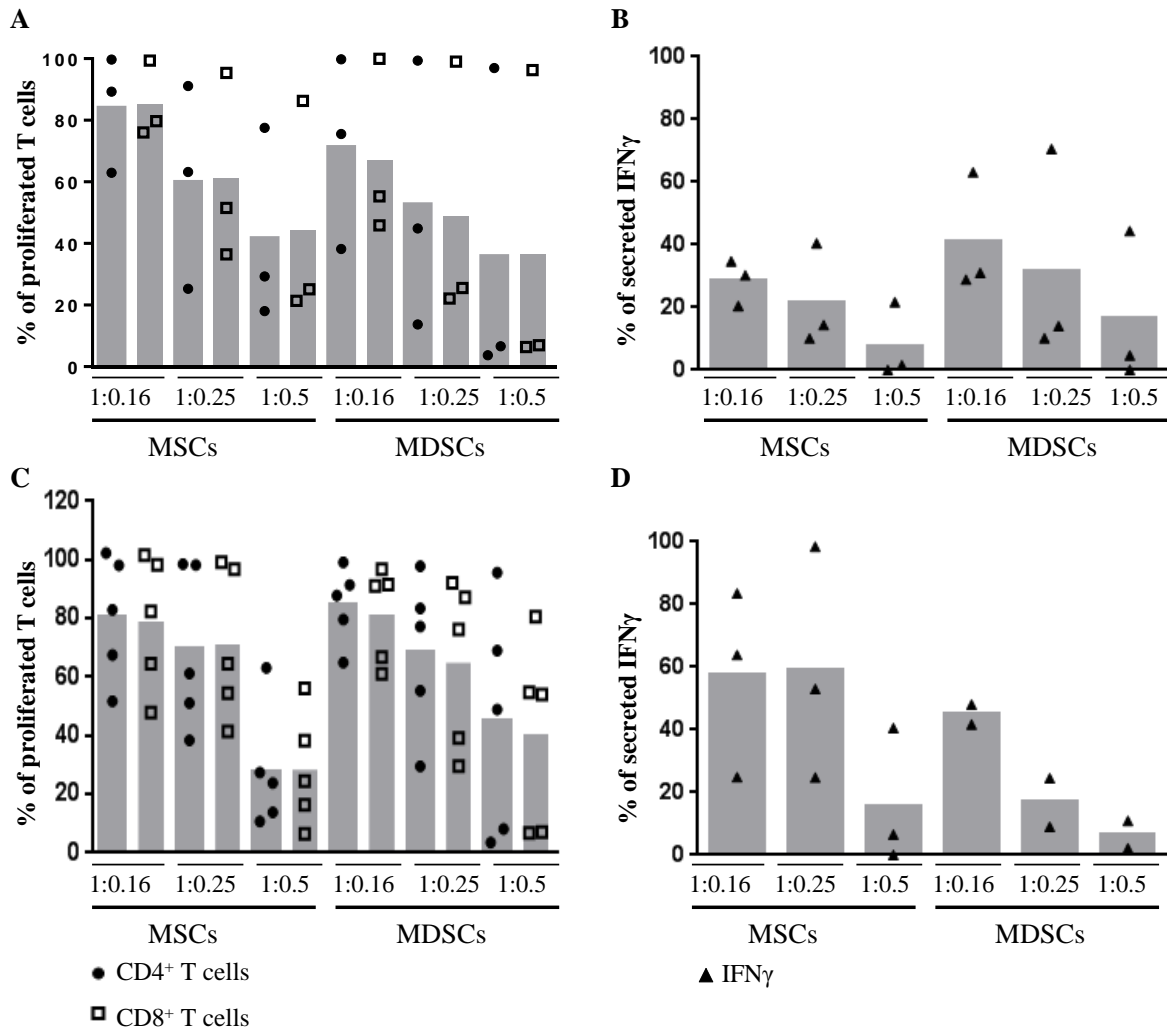 A
B
% of proliferated T cells
100
80
60
40
20
0
1:0.16 1:0.25 1:0.5 1:0.16 1:0.25 1:0.5
MSCs MDSCs
% of secreted IFNγ
100
80
60
40
20
0
1:0.16 1:0.25 1:0.5 1:0.16 1:0.25 1:0.5
MSCs MDSCs
C
D
% of proliferated T cells
120
100
80
60
40
20
0
1:0.16 1:0.25 1:0.5 1:0.16 1:0.25 1:0.5
MSCs MDSCs
% of secreted IFNγ
100
80
60
40
20
0
1:0.16 1:0.25 1:0.5 1:0.16 1:0.25 1:0.5
MSCs MDSCs
CD4⁺ T cells
CD8⁺ T cells
IFNγ